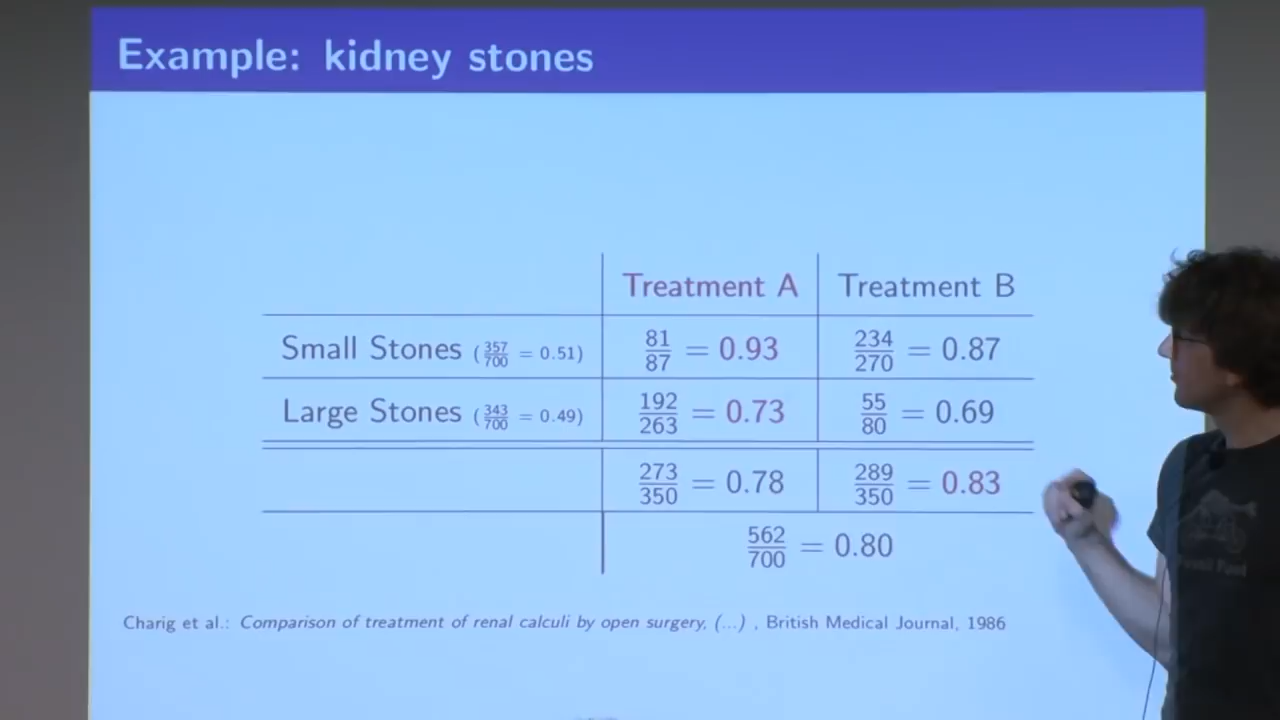 Example: kidney stones
Treatment A Treatment B
Small Stones (357/700 = 0.51) 81/87 = 0.93 234/270 = 0.87
Large Stones (343/700 = 0.49) 192/263 = 0.73 55/80 = 0.69
273/350 = 0.78 289/350 = 0.83
562/700 = 0.80
Charig et al.: Comparison of treatment of renal calculi by open surgery, (...) , British Medical Journal, 1986